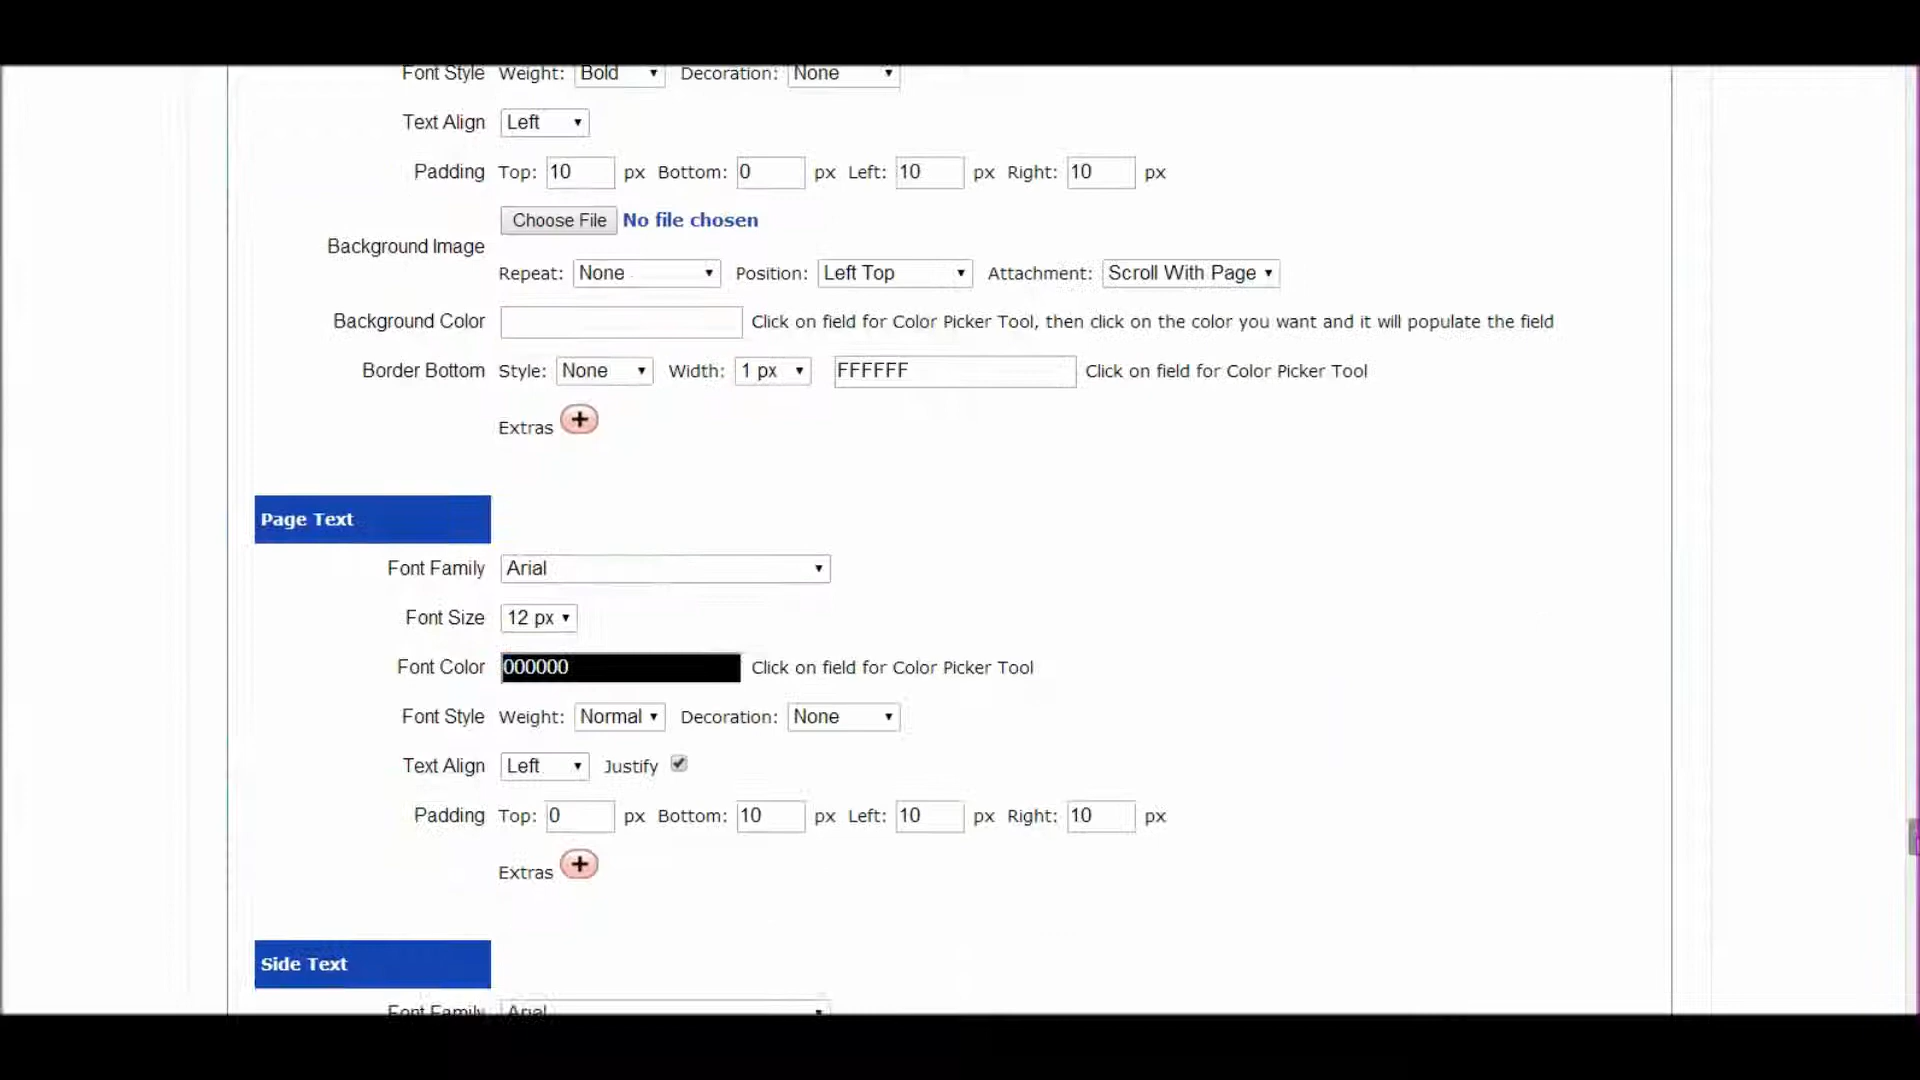 Font Style Weight: Bold Decoration: None
Text Align Left
Padding Top: 10 px Bottom: 0 px Left: 10 px Right: 10 px
Choose File No file chosen
Background Image
Repeat: None Position: Left Top Attachment: Scroll With Page
Background Color Click on field for Color Picker Tool, then click on the color you want and it will populate the field
Border Bottom Style: None Width: 1 px FFFFFF Click on field for Color Picker Tool
Extras
Page Text
Font Family Arial
Font Size 12 px
Font Color 000000 Click on field for Color Picker Tool
Font Style Weight: Normal Decoration: None
Text Align Left Justify
Padding Top: 0 px Bottom: 10 px Left: 10 px Right: 10 px
Extras
Side Text
Font Family Arial